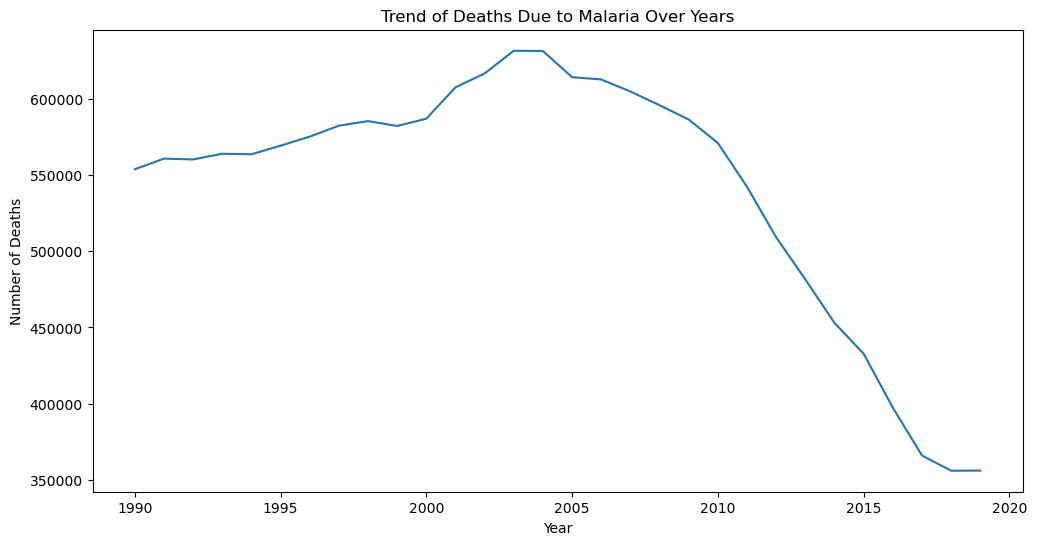 Trend of Deaths Due to Malaria Over Years
Number of Deaths
600000
550000
500000
450000
400000
350000
1990 1995 2000 2005 2010 2015 2020
Year